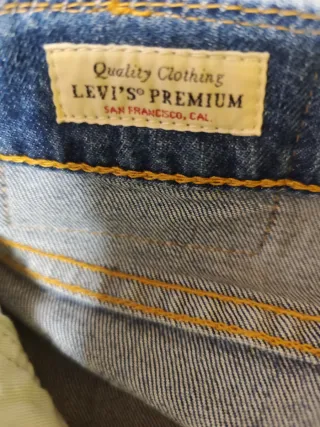 Quality Clothing
LEVI'S® PREMIUM
SAN FRANCISCO, CAL.